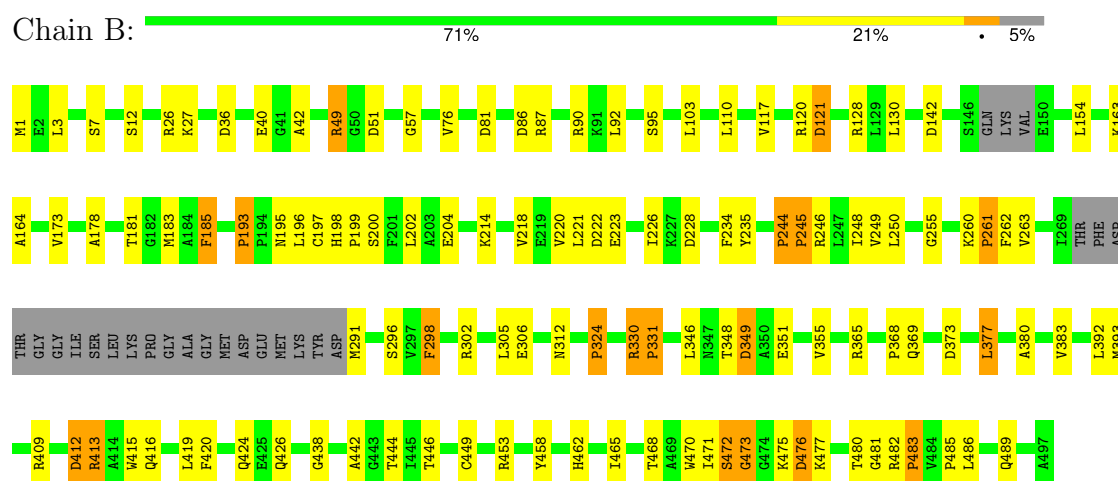 Chain B:
71% 21% • 5%
M1 E2 L3 S7 S12 R26 K27 D36 E40 G41 A42 R49 G50 D51 G57 V76 D81 D86 R87 R90 K91 L92 S95 L103 L110 V117 R120 D121 R128 L129 L130 D142 S146 GLN LYS VAL E150 L154
A164 V173 A178 T181 G182 M183 A184 F185 P193 P194 N195 L196 C197 H198 P199 S200 F201 L202 A203 E204 K214 V218 E219 V220 L221 D222 E223 I226 K227 D228 F234 Y235 P244 P245 R246 L247 I248 V249 L250 G255 K260 P261 F262 V263 I269 THR PHE ASP
THR GLY GLY ILE SER LEU LYS PRO GLY ALA GLY MET ASP GLU MET LYS TYR ASP M291 S296 V297 F298 R302 L305 E306 N312 P324 R330 P331 L346 N347 T348 D349 A350 E351 V355 R365 P368 Q369 D373 L377 A380 V383 L392 M393
R409 D412 R413 A414 W415 Q416 L419 F420 Q424 E425 Q426 G438 A442 G443 T444 I445 T446 C449 R453 Y458 H462 I465 T468 A469 W470 I471 S472 G473 G474 K475 D476 K477 T480 G481 R482 P483 V484 P485 L486 Q489 A497